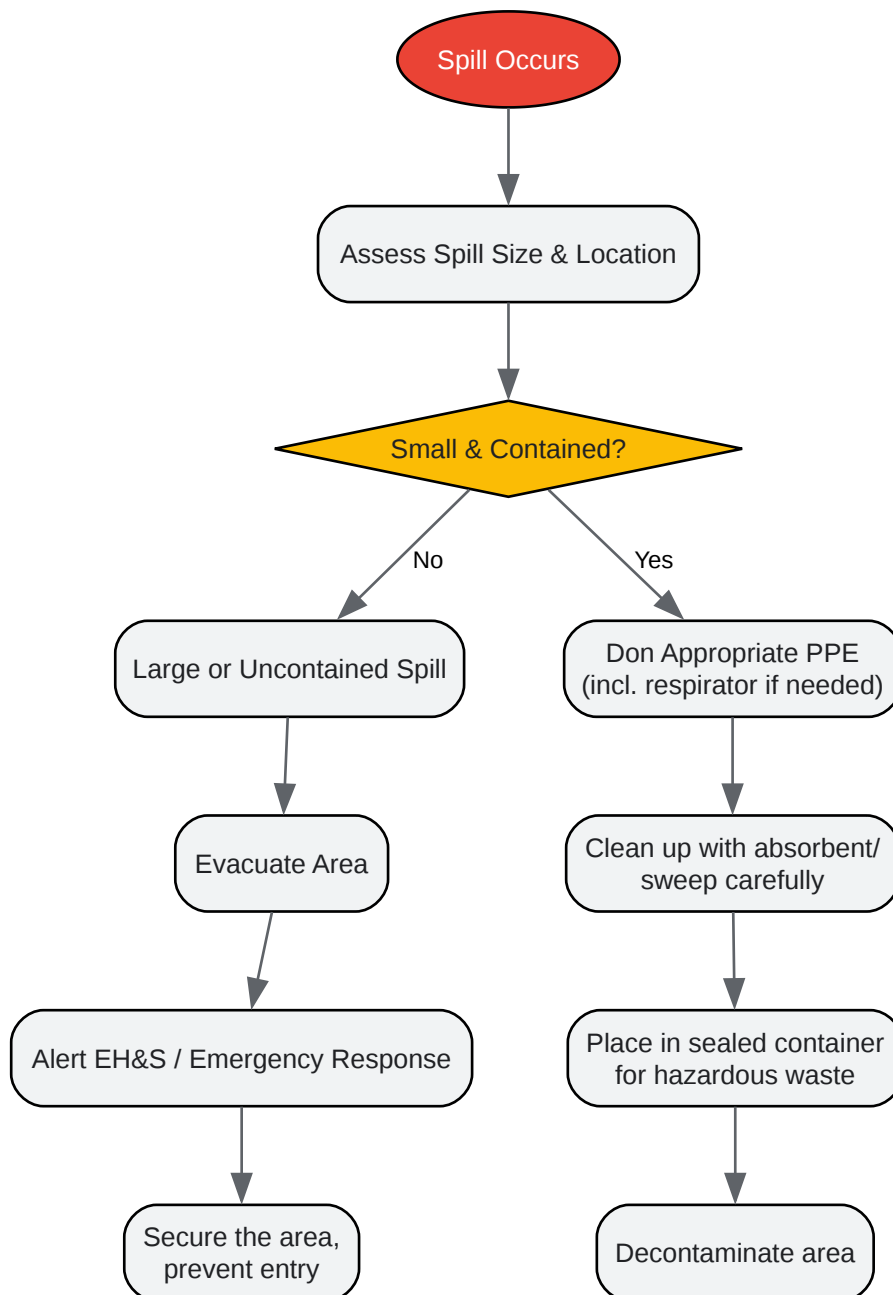 Spill Occurs
Assess Spill Size & Location
Small & Contained?
No
Yes
Large or Uncontained Spill
Don Appropriate PPE
(incl. respirator if needed)
Evacuate Area
Clean up with absorbent/
sweep carefully
Alert EH&S / Emergency Response
Place in sealed container
for hazardous waste
Secure the area,
prevent entry
Decontaminate area